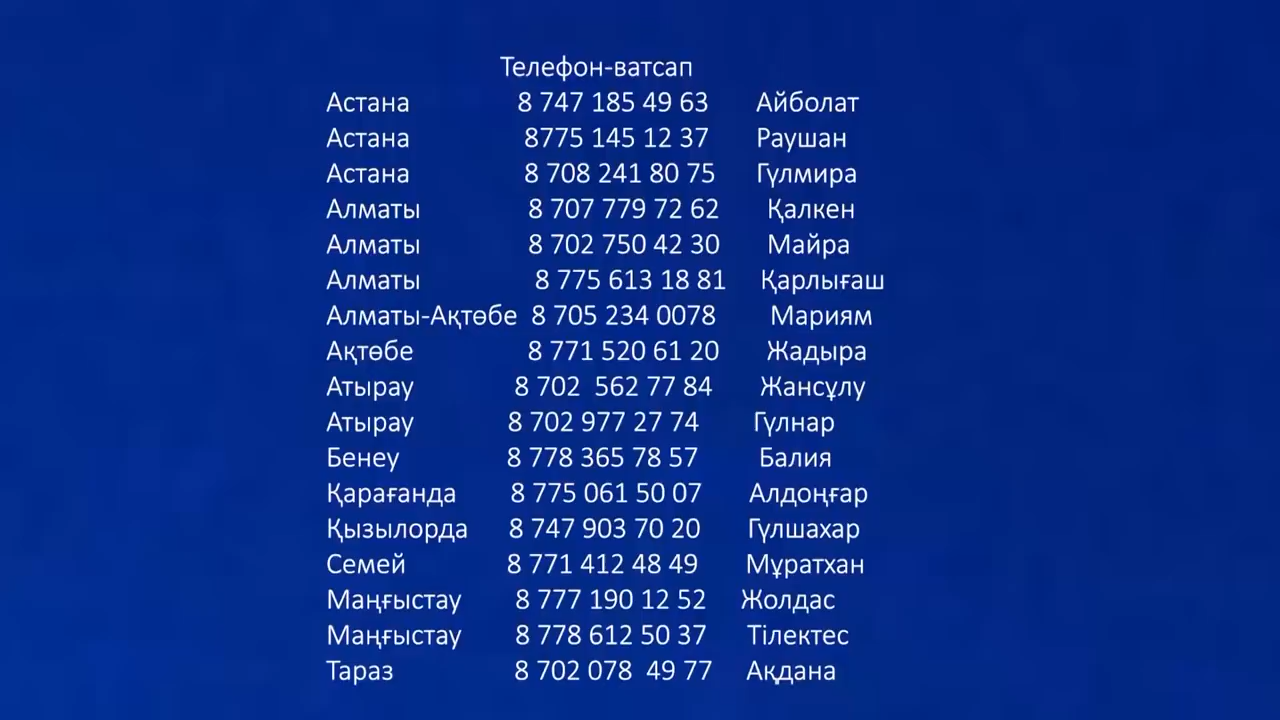 Телефон-ватсап
Астана 8 747 185 49 63 Айболат
Астана 8775 145 12 37 Раушан
Астана 8 708 241 80 75 Гүлмира
Алматы 8 707 779 72 62 Қалкен
Алматы 8 702 750 42 30 Майра
Алматы 8 775 613 18 81 Қарлығаш
Алматы-Ақтөбе 8 705 234 0078 Мариям
Ақтөбе 8 771 520 61 20 Жадыра
Атырау 8 702 562 77 84 Жансұлу
Атырау 8 702 977 27 74 Гүлнар
Бенеу 8 778 365 78 57 Балия
Қарағанда 8 775 061 50 07 Алдоңғар
Қызылорда 8 747 903 70 20 Гүлшахар
Семей 8 771 412 48 49 Мұратхан
Маңғыстау 8 777 190 12 52 Жолдас
Маңғыстау 8 778 612 50 37 Тілектес
Тараз 8 702 078 49 77 Ақдана